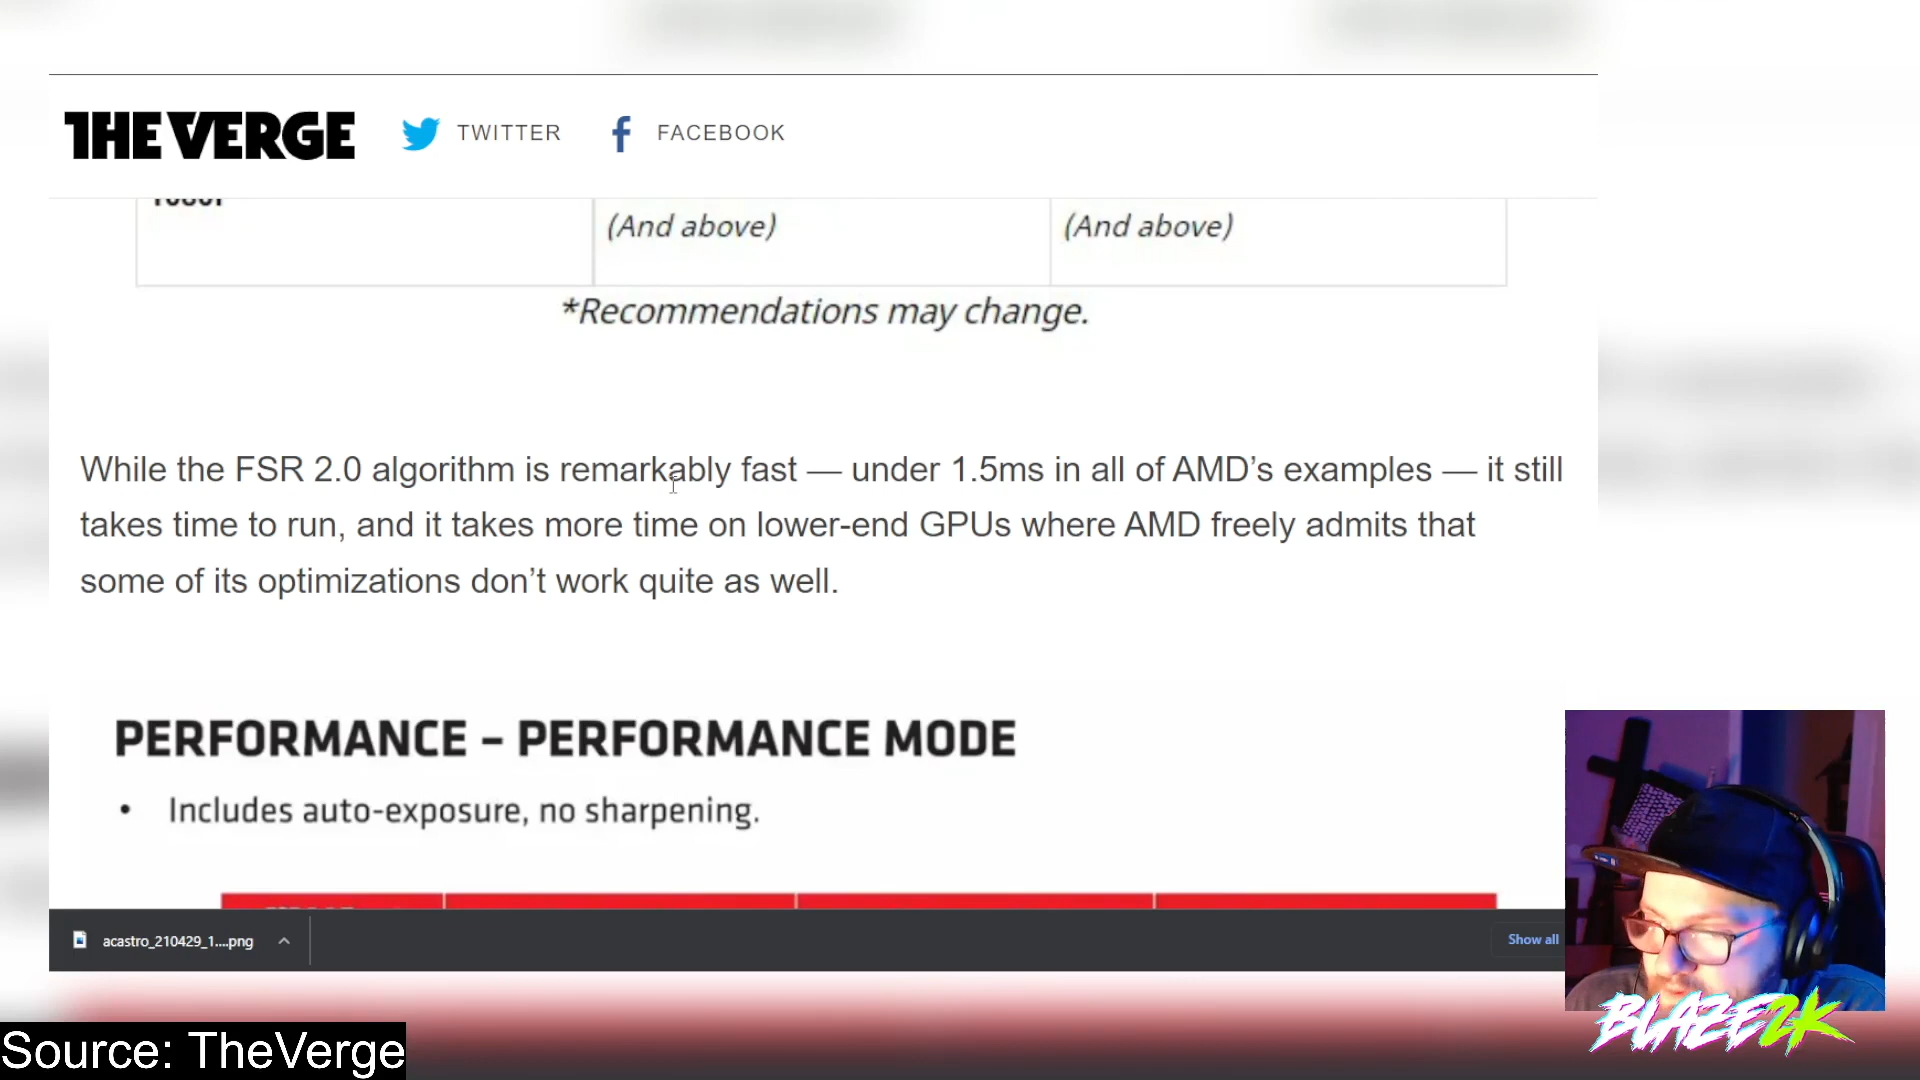 THE VERGE TWITTER FACEBOOK
(And above) (And above)
*Recommendations may change.
While the FSR 2.0 algorithm is remarkably fast — under 1.5ms in all of AMD’s examples — it still
takes time to run, and it takes more time on lower-end GPUs where AMD freely admits that
some of its optimizations don’t work quite as well.
PERFORMANCE – PERFORMANCE MODE
• Includes auto-exposure, no sharpening.
acastro_210429_1....png
Show all
BLAZE2K
Source: TheVerge